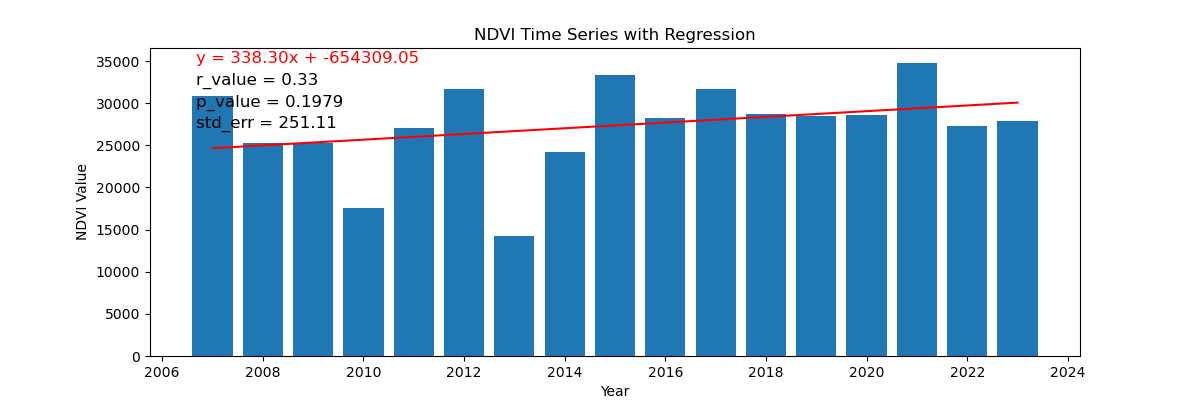 NDVI Time Series with Regression
y = 338.30x + -654309.05
r_value = 0.33
p_value = 0.1979
std_err = 251.11
35000
30000
25000
20000
15000
10000
5000
0
NDVI Value
2006 2008 2010 2012 2014 2016 2018 2020 2022 2024
Year